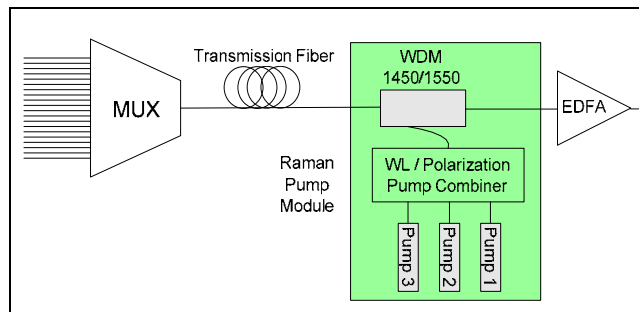 Transmission Fiber
WDM
1450/1550
MUX
EDFA
Raman
Pump
Module
WL / Polarization
Pump Combiner
Pump 3
Pump 2
Pump 1